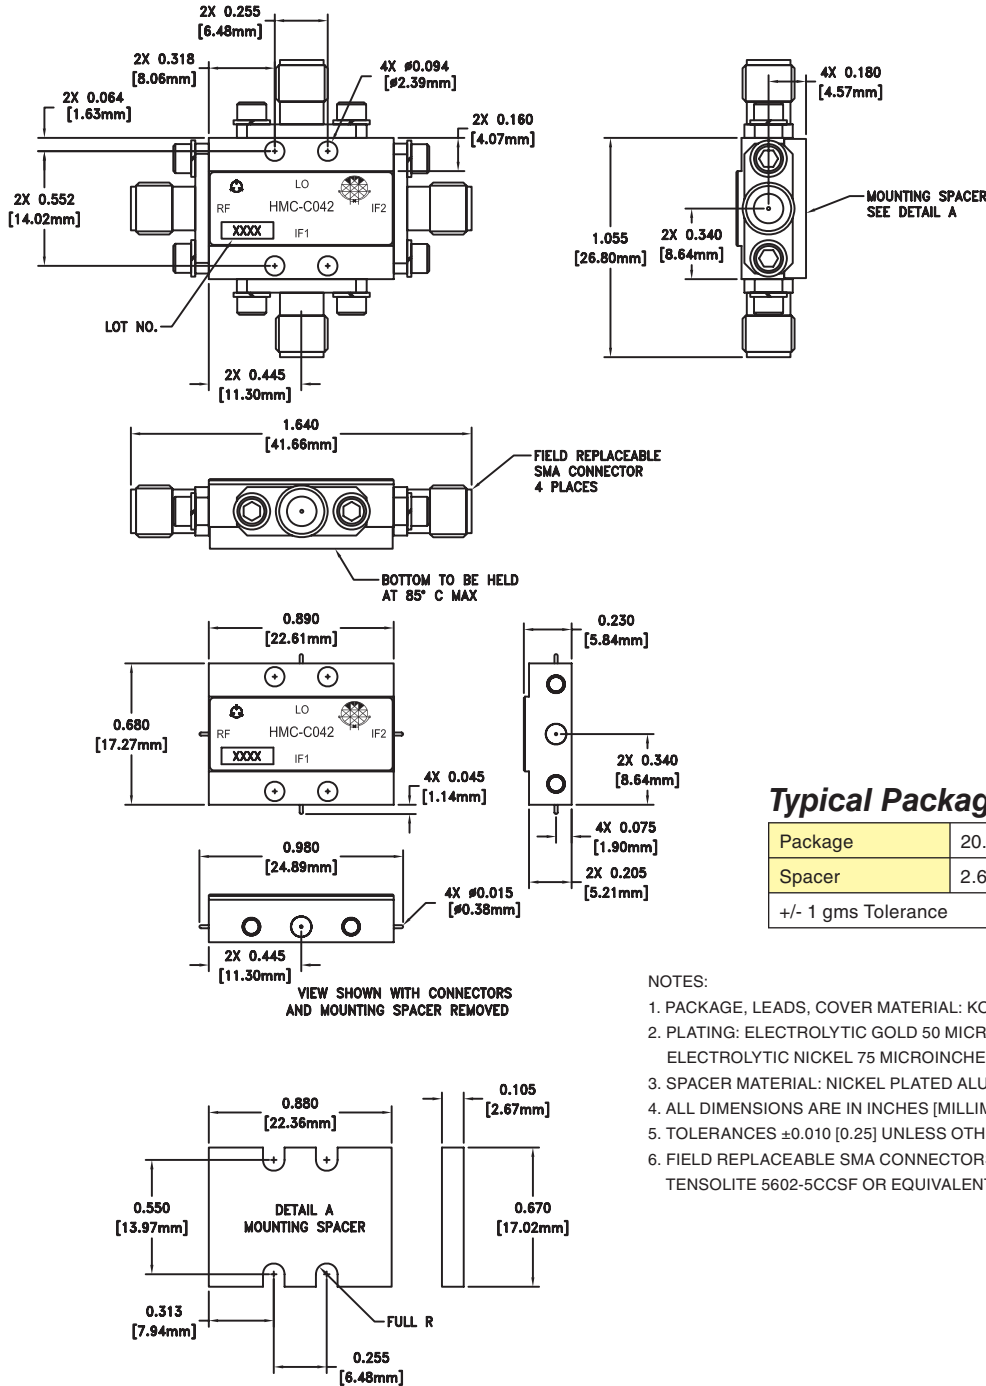 2X 0.255
[6.48mm]
2X 0.318
[8.06mm]
4X ø0.094
[ø2.39mm]
2X 0.064
[1.63mm]
2X 0.160
[4.07mm]
2X 0.552
[14.02mm]
LO
RF
HMC-C042
IF2
XXXX
IF1
LOT NO.
2X 0.445
[11.30mm]
4X 0.180
[4.57mm]
MOUNTING SPACER
SEE DETAIL A
1.055
[26.80mm]
2X 0.340
[8.64mm]
1.640
[41.66mm]
FIELD REPLACEABLE
SMA CONNECTOR
4 PLACES
BOTTOM TO BE HELD
AT 85° C MAX
0.890
[22.61mm]
0.680
[17.27mm]
LO
RF
HMC-C042
IF2
XXXX
IF1
4X 0.045
[1.14mm]
0.230
[5.84mm]
2X 0.340
[8.64mm]
4X 0.075
[1.90mm]
2X 0.205
[5.21mm]
0.980
[24.89mm]
4X ø0.015
[ø0.38mm]
2X 0.445
[11.30mm]
VIEW SHOWN WITH CONNECTORS
AND MOUNTING SPACER REMOVED
Typical Packag
Package 20.
Spacer 2.6
+/- 1 gms Tolerance
NOTES:
1. PACKAGE, LEADS, COVER MATERIAL: KO
2. PLATING: ELECTROLYTIC GOLD 50 MICR
ELECTROLYTIC NICKEL 75 MICROINCHE
3. SPACER MATERIAL: NICKEL PLATED ALU
4. ALL DIMENSIONS ARE IN INCHES [MILLIM
5. TOLERANCES ±0.010 [0.25] UNLESS OTH
6. FIELD REPLACEABLE SMA CONNECTOR
TENSOLITE 5602-5CCSF OR EQUIVALENT
0.880
[22.36mm]
0.105
[2.67mm]
0.550
[13.97mm]
DETAIL A
MOUNTING SPACER
0.670
[17.02mm]
0.313
[7.94mm]
FULL R
0.255
[6.48mm]